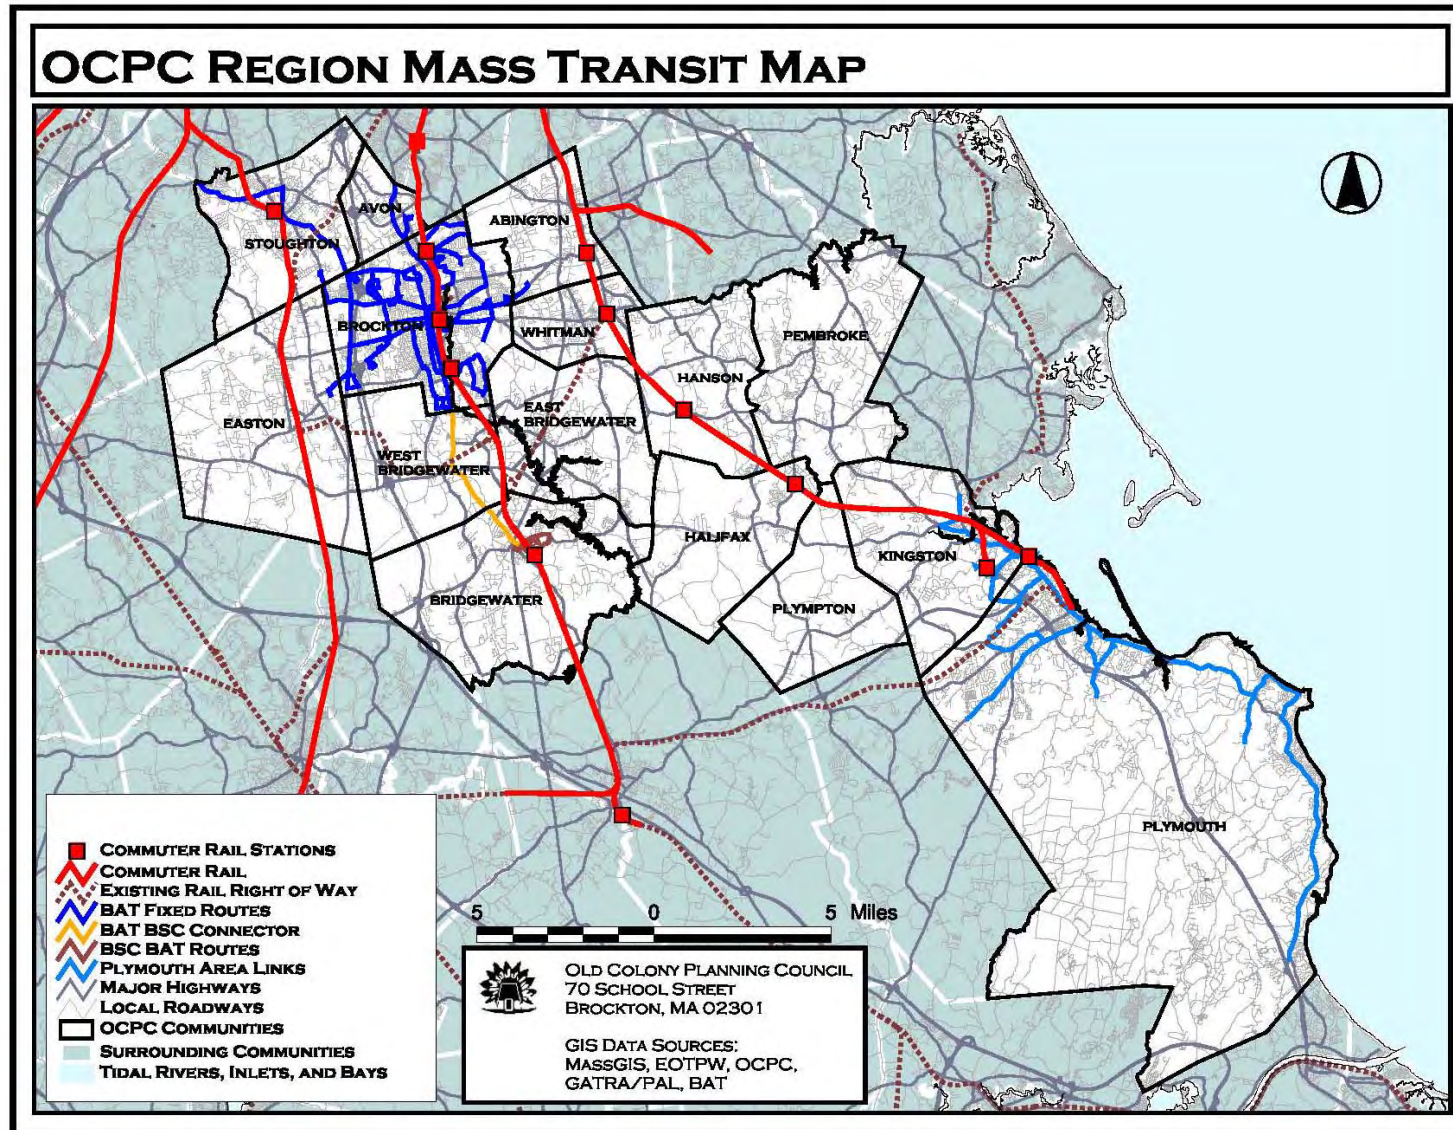 OCPC REGION MASS TRANSIT MAP
AVON
STOUGHTON
ABINGTON
BROCKTON
WHITMAN
PEMBROKE
HANSON
EASTON
EAST
BRIDGEWATER
WEST
BRIDGEWATER
HALIFAX
KINGSTON
BRIDGEWATER
PLYMPTON
PLYMOUTH
COMMUTER RAIL STATIONS
COMMUTER RAIL
EXISTING RAIL RIGHT OF WAY
BAT FIXED ROUTES
BAT BSC CONNECTOR
BSC BAT ROUTES
PLYMOUTH AREA LINKS
MAJOR HIGHWAYS
LOCAL ROADWAYS
OCPC COMMUNITIES
SURROUNDING COMMUNITIES
TIDAL RIVERS, INLETS, AND BAYS
5 0 5 Miles
OLD COLONY PLANNING COUNCIL
70 SCHOOL STREET
BROCKTON, MA 02301
GIS DATA SOURCES:
MASSGIS, EOTPW, OCPC,
GATRA/PAL, BAT